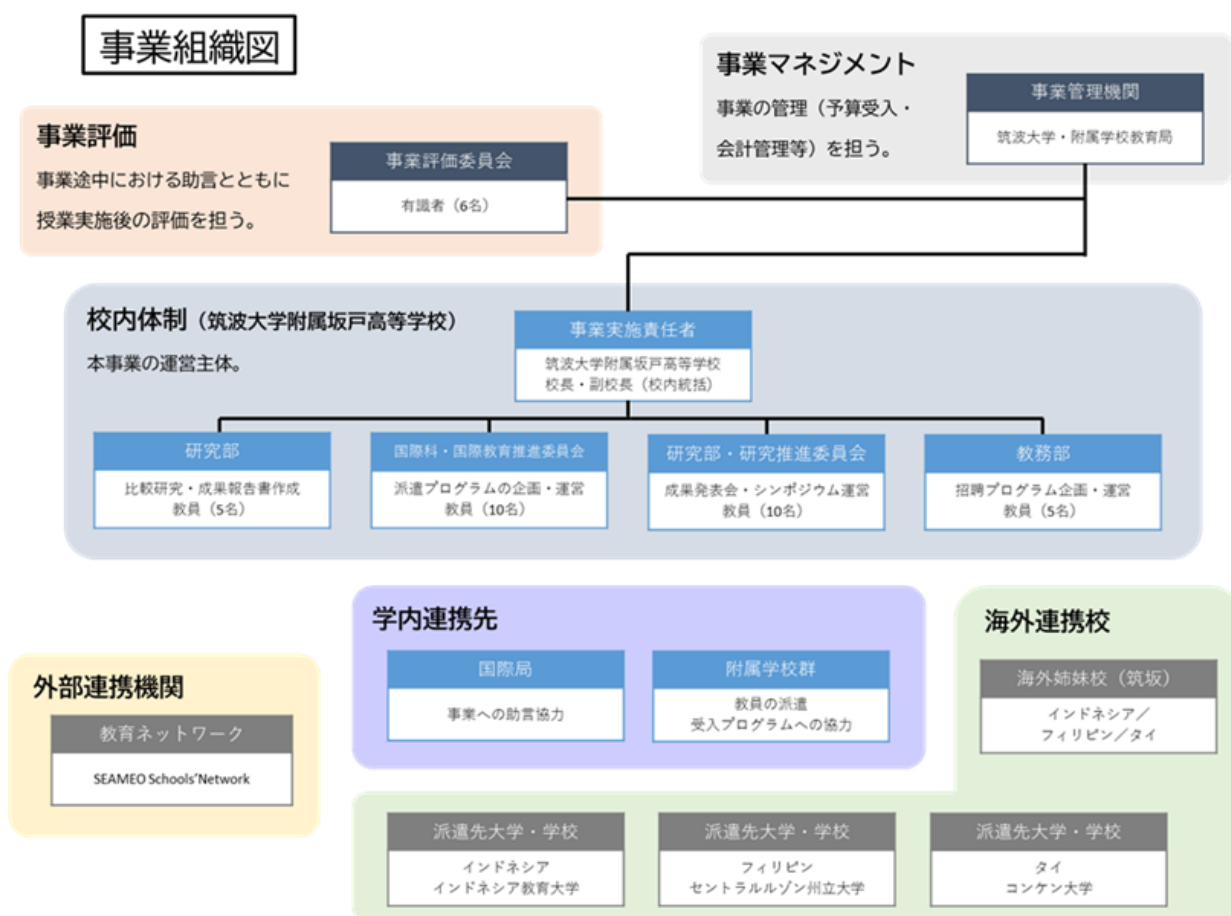 事業組織図
事業マネジメント
事業の管理（予算受入・
会計管理等）を担う。
事業管理機関
筑波大学・附属学校教育局
事業評価
事業途中における助言とともに
授業実施後の評価を担う。
事業評価委員会
有識者（6名）
校内体制（筑波大学附属坂戸高等学校）
本事業の運営主体。
事業実施責任者
筑波大学附属坂戸高等学校
校長・副校長（校内統括）
研究部
比較研究・成果報告書作成
教員（5名）
国際科・国際教育推進委員会
派遣プログラムの企画・運営
教員（10名）
研究部・研究推進委員会
成果発表会・シンポジウム運営
教員（10名）
教務部
招聘プログラム企画・運営
教員（5名）
外部連携機関
教育ネットワーク
SEAMEO Schools'Network
学内連携先
国際局
事業への助言協力
附属学校群
教員の派遣
受入プログラムへの協力
海外連携校
海外姉妹校（筑坂）
インドネシア／
フィリピン／タイ
派遣先大学・学校
インドネシア
インドネシア教育大学
派遣先大学・学校
フィリピン
セントラルルゾン州立大学
派遣先大学・学校
タイ
コンケン大学